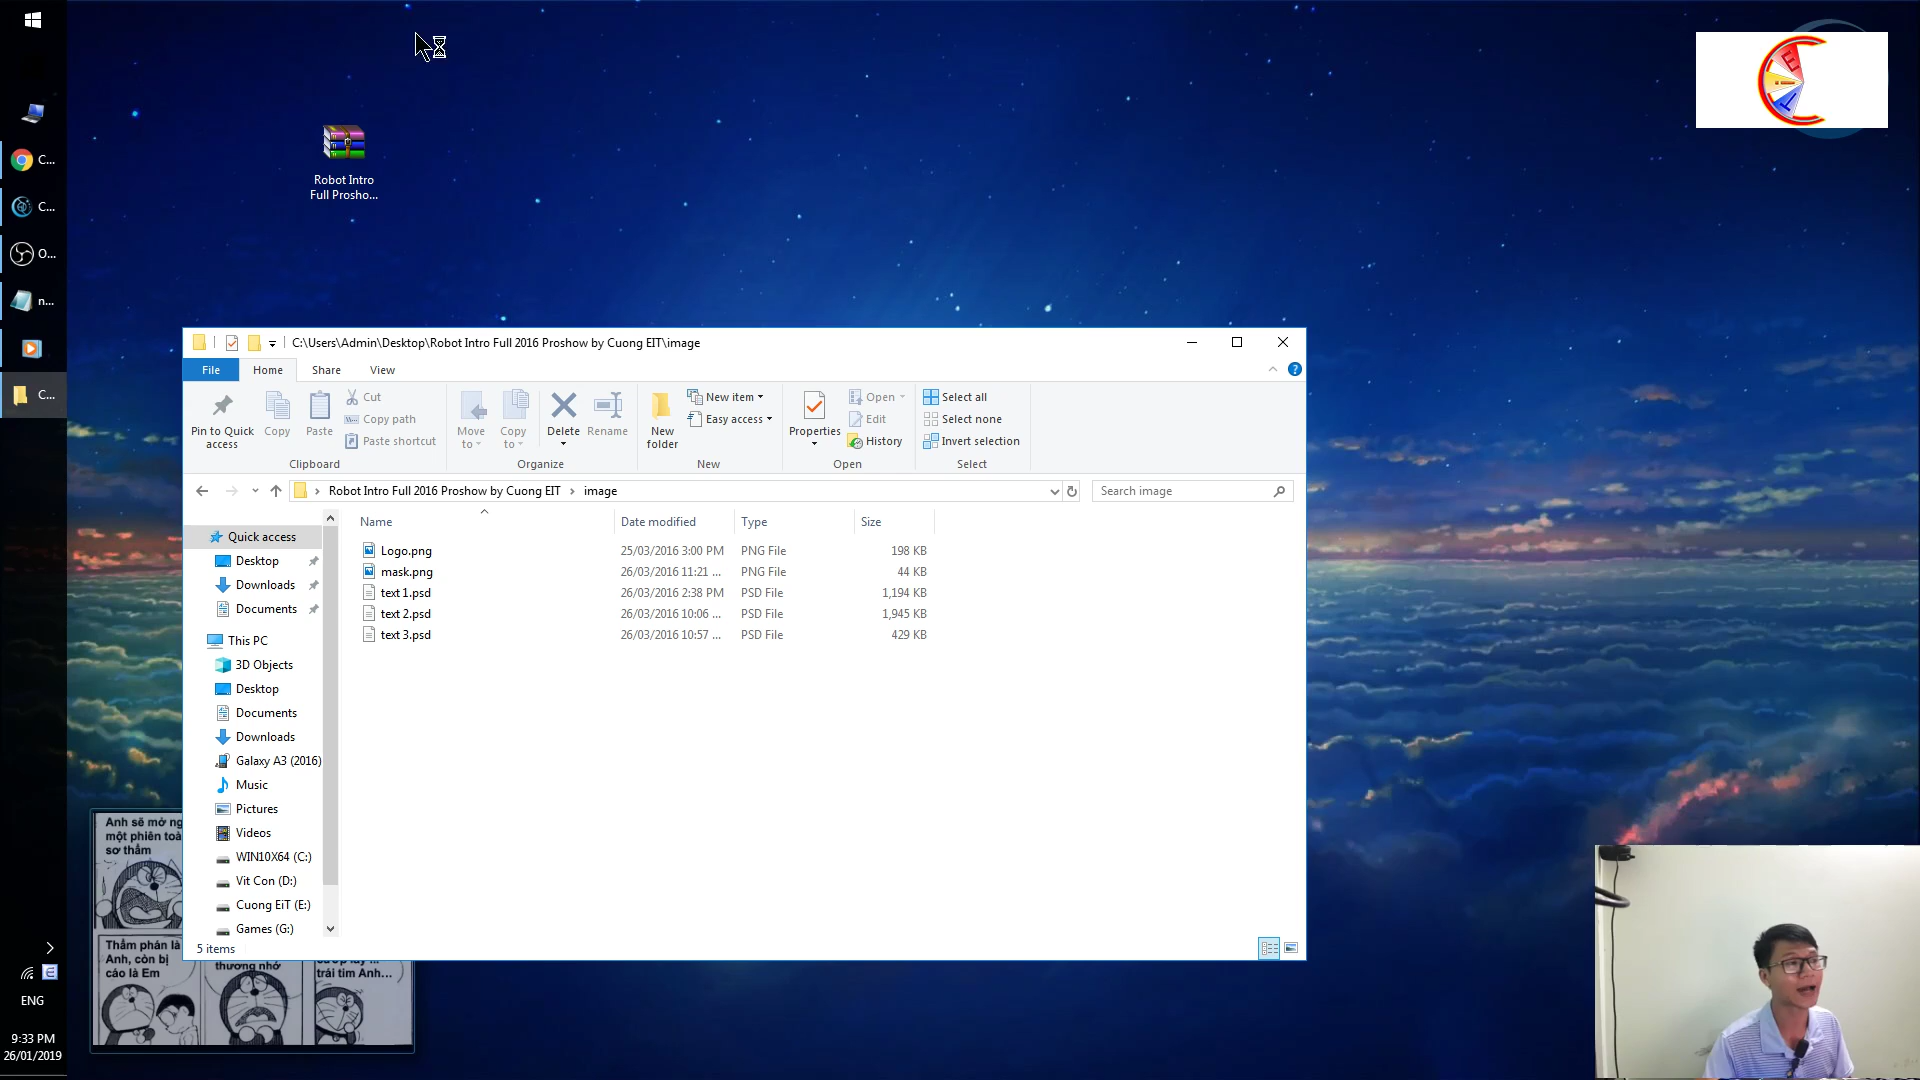 Robot Intro
Full Prosho...
C...
C...
O...
n...
C...
C:\Users\Admin\Desktop\Robot Intro Full 2016 Proshow by Cuong EIT\image
File
Home
Share
View
Pin to Quick access
Copy
Paste
Cut
Copy path
Paste shortcut
Clipboard
Move to
Copy to
Delete
Rename
Organize
New folder
New item
Easy access
New
Properties
Open
Edit
History
Open
Select all
Select none
Invert selection
Select
Robot Intro Full 2016 Proshow by Cuong EIT > image
Search image
Name Date modified Type Size
Logo.png 25/03/2016 3:00 PM PNG File 198 KB
mask.png 26/03/2016 11:21 ... PNG File 44 KB
text 1.psd 26/03/2016 2:38 PM PSD File 1,194 KB
text 2.psd 26/03/2016 10:06 ... PSD File 1,945 KB
text 3.psd 26/03/2016 10:57 ... PSD File 429 KB
Quick access
Desktop
Downloads
Documents
This PC
3D Objects
Desktop
Documents
Downloads
Galaxy A3 (2016)
Music
Pictures
Videos
WIN10X64 (C:)
Vit Con (D:)
Cuong EiT (E:)
Games (G:)
5 items
Anh sẽ mở
một phiên toà
sơ thẩm
Thẩm phán là
Anh, còn bị
cáo là Em
thương nhớ
trái tim Anh...
E
i
T
ENG
9:33 PM
26/01/2019